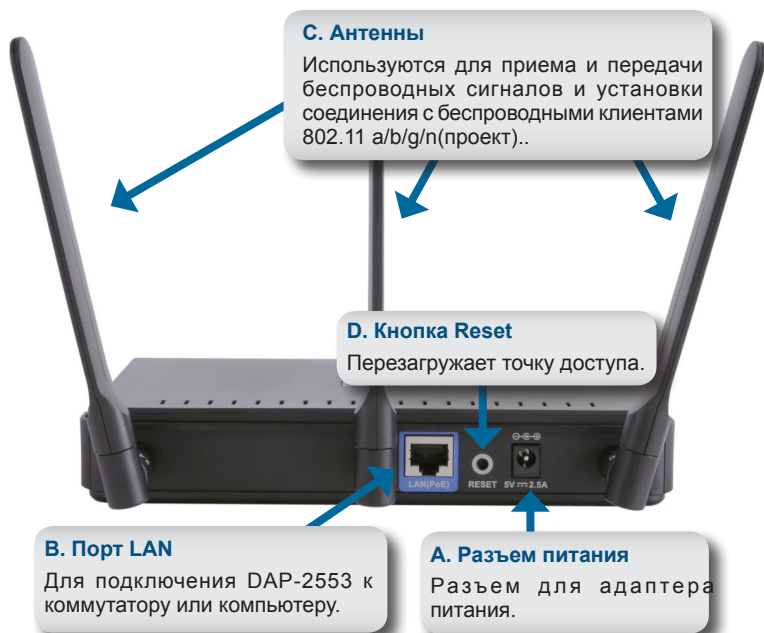 C. Антенны
Используются для приема и передачи
беспроводных сигналов и установки
соединения с беспроводными клиентами
802.11 a/b/g/n(проект)..
D. Кнопка Reset
Перезагружает точку доступа.
LAN(PoE)
RESET
5V 2.5A
B. Порт LAN
Для подключения DAP-2553 к
коммутатору или компьютеру.
A. Разъем питания
Разъем для адаптера
питания.